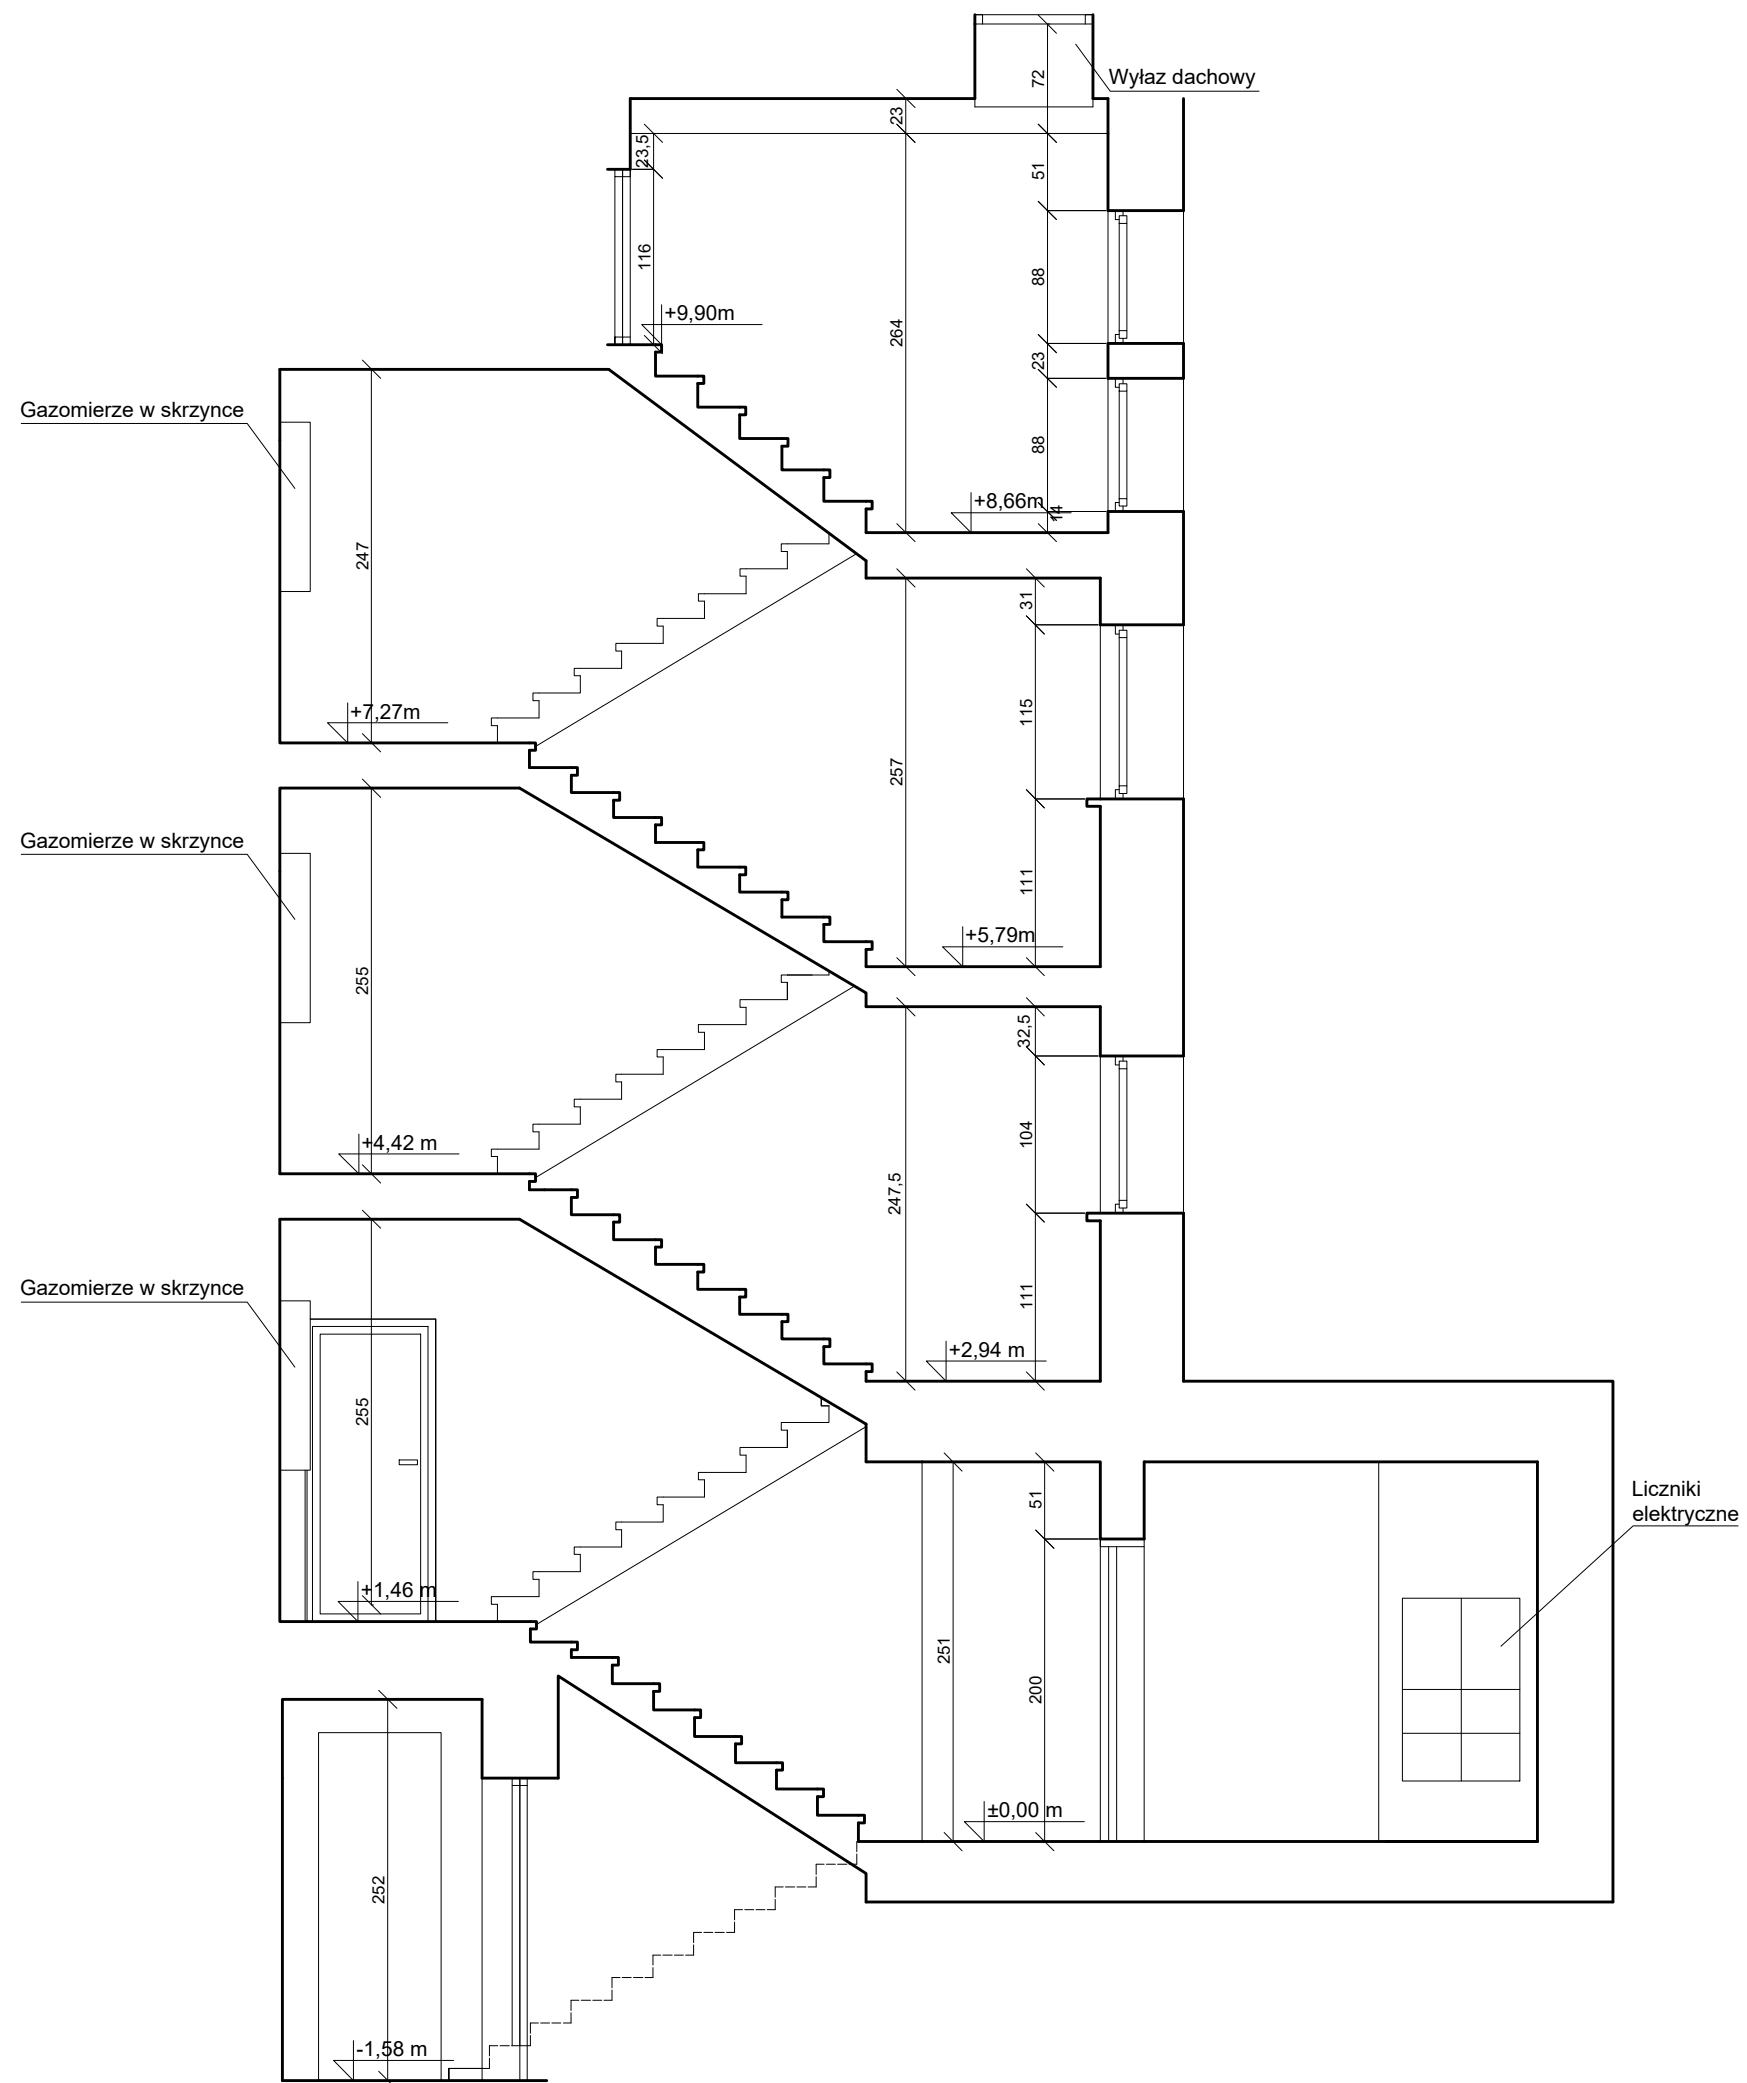 72
Wyłaz dachowy
23
23,5
51
116
88
+9,90m
264
23
Gazomierze w skrzynce
88
+8,66m
14
247
31
+7,27m
115
257
Gazomierze w skrzynce
111
+5,79m
255
32,5
+4,42 m
104
247,5
Gazomierze w skrzynce
111
+2,94 m
255
51
Liczniki
elektryczne
+1,46 m
251
200
±0,00 m
252
-1,58 m